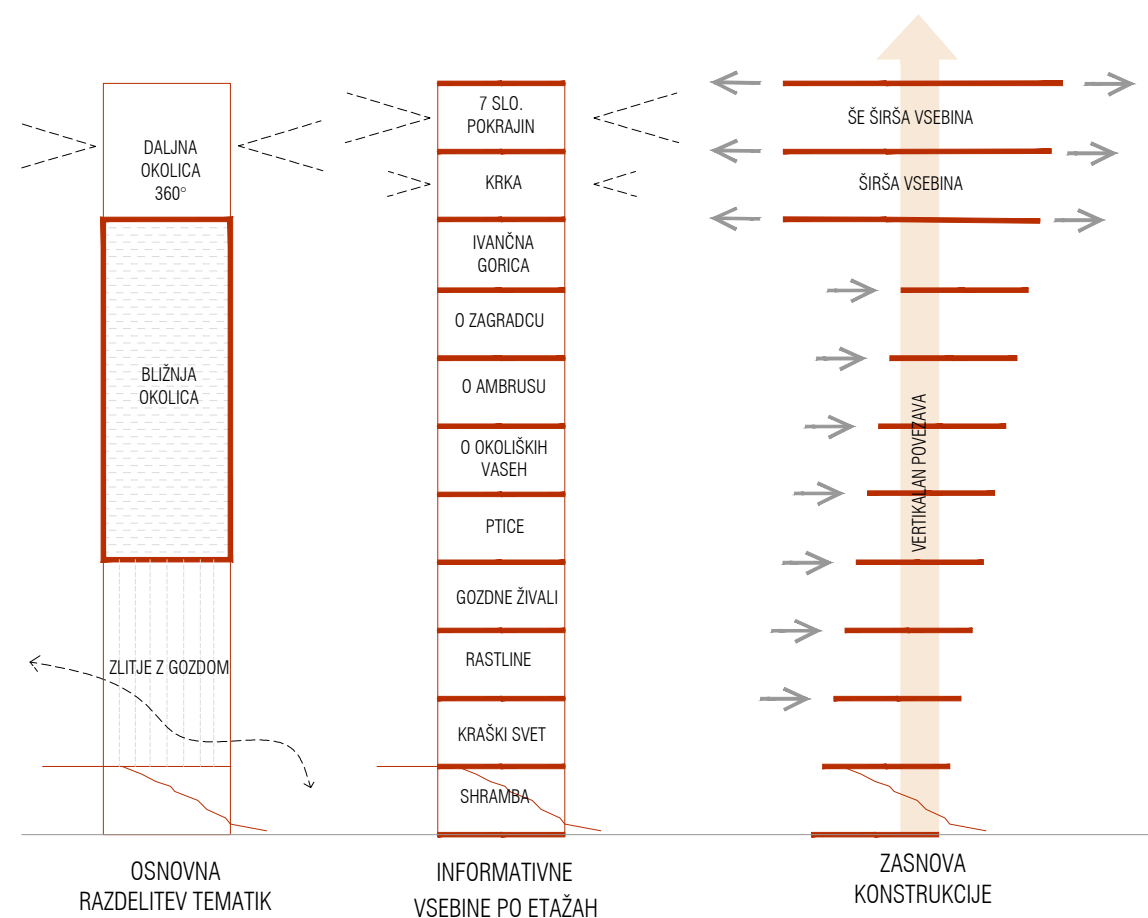 DALJNA
OKOLICA
360°
BLIŽNJA
OKOLICA
ZLITJE Z GOZDOM
OSNOVNA
RAZDELITEV TEMATIK
7 SLO.
POKRAJIN
KRKA
IVANČNA
GORICA
O ZAGRADCU
O AMBRUSU
O OKOLIŠKIH
VASEH
PTICE
GOZDNE ŽIVALI
RASTLINE
KRAŠKI SVET
SHRAMBA
INFORMATIVNE
VSEBINE PO ETAŽAH
ŠE ŠIRŠA VSEBINA
ŠIRŠA VSEBINA
VERTIKALAN POVEZAVA
ZASNOVA
KONSTRUKCIJE